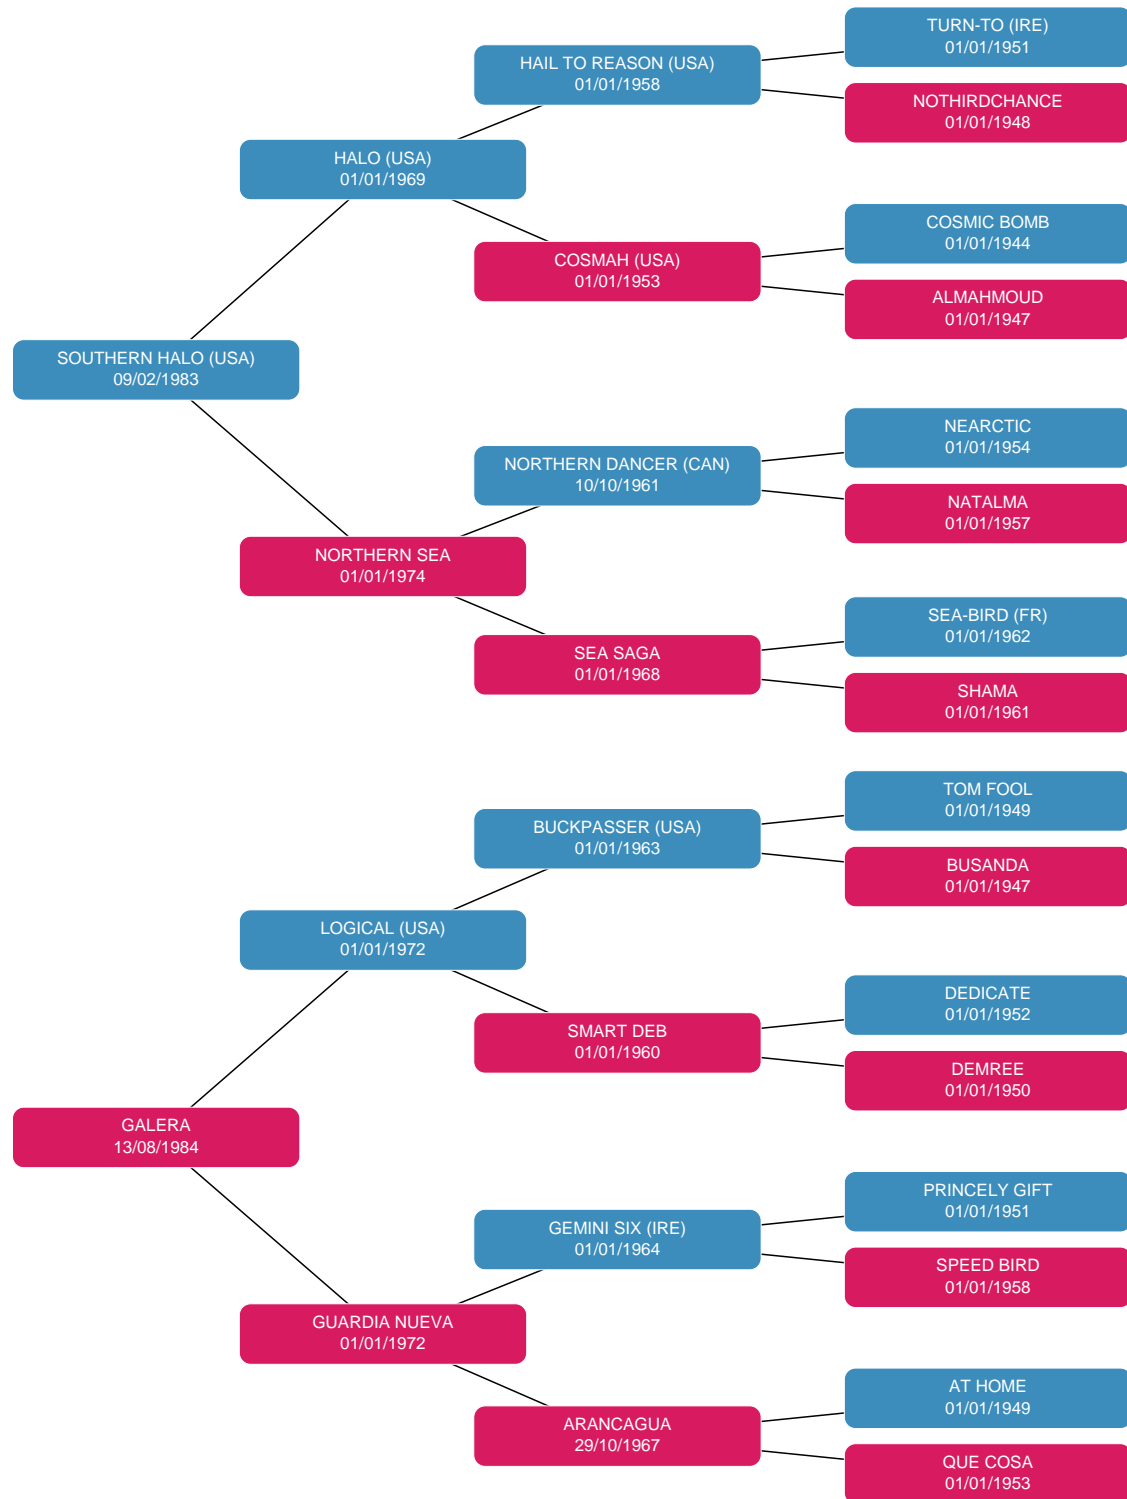 TURN-TO (IRE)
01/01/1951
HAIL TO REASON (USA)
01/01/1958
NOTHIRDCHANCE
01/01/1948
HALO (USA)
01/01/1969
COSMIC BOMB
01/01/1944
COSMAH (USA)
01/01/1953
ALMAHMOUD
01/01/1947
SOUTHERN HALO (USA)
09/02/1983
NEARCTIC
01/01/1954
NORTHERN DANCER (CAN)
10/10/1961
NATALMA
01/01/1957
NORTHERN SEA
01/01/1974
SEA-BIRD (FR)
01/01/1962
SEA SAGA
01/01/1968
SHAMA
01/01/1961
TOM FOOL
01/01/1949
BUCKPASSER (USA)
01/01/1963
BUSANDA
01/01/1947
LOGICAL (USA)
01/01/1972
DEDICATE
01/01/1952
SMART DEB
01/01/1960
DEMREE
01/01/1950
GALERA
13/08/1984
PRINCELY GIFT
01/01/1951
GEMINI SIX (IRE)
01/01/1964
SPEED BIRD
01/01/1958
GUARDIA NUEVA
01/01/1972
AT HOME
01/01/1949
ARANCAGUA
29/10/1967
QUE COSA
01/01/1953